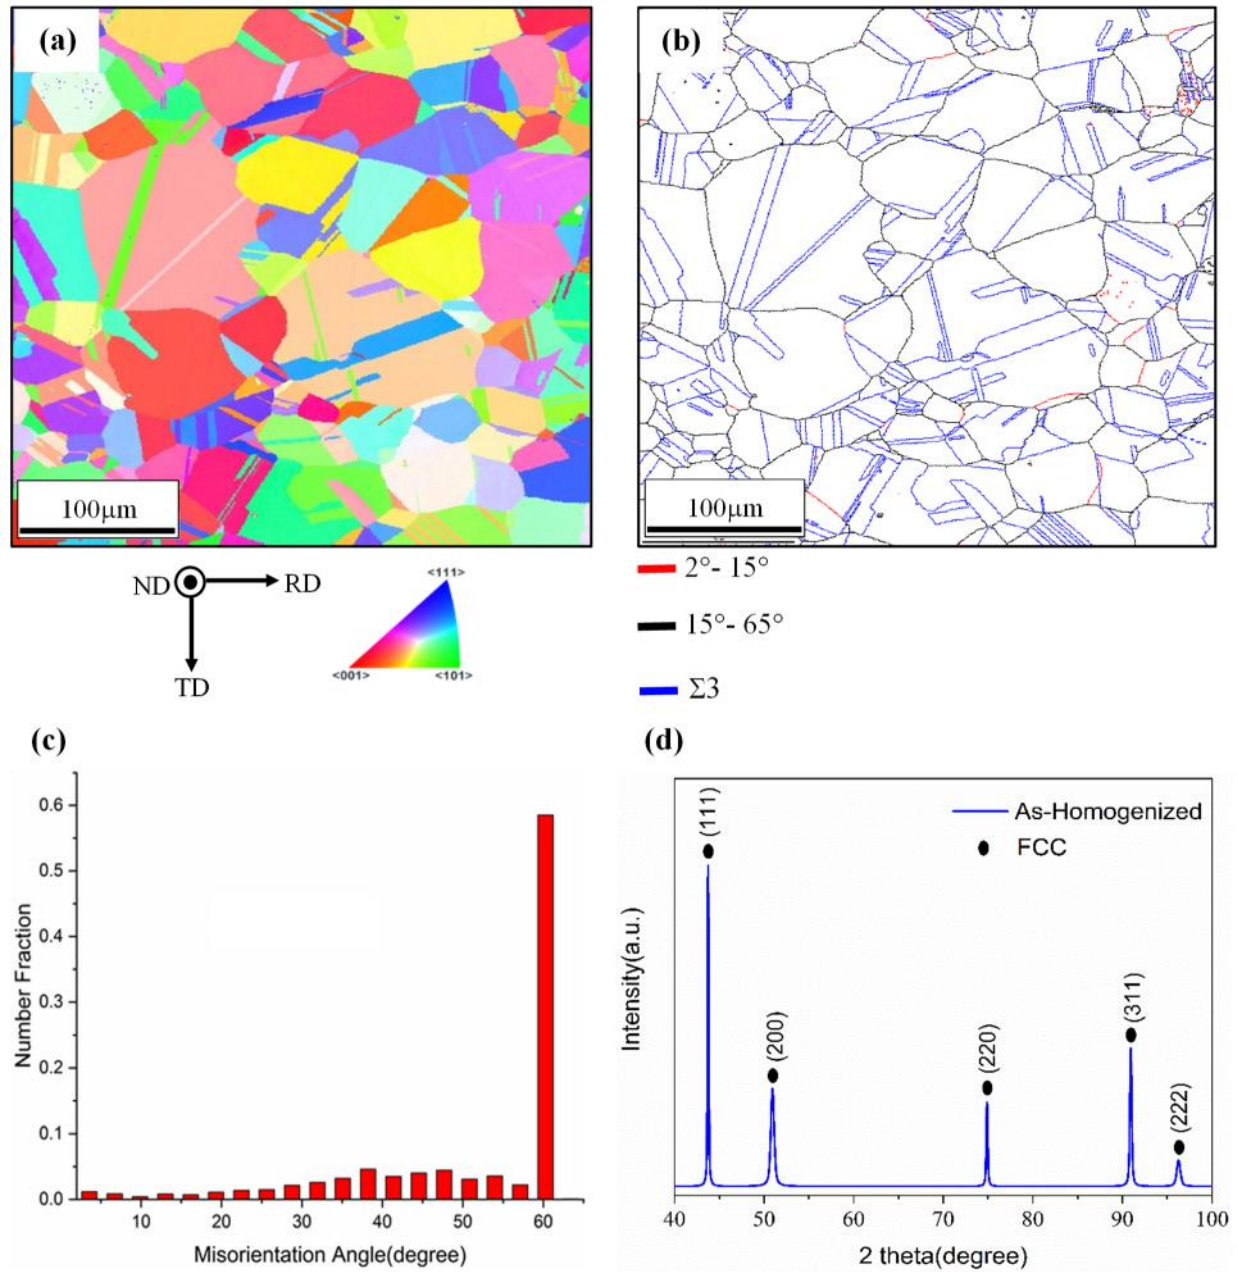 (a)
(b)
100μm
100μm
ND
RD
TD
<111>
<001>
<101>
2°- 15°
15°- 65°
Σ3
(c)
(d)
0.6
0.5
0.4
0.3
0.2
0.1
0.0
Number Fraction
10
20
30
40
50
60
Misorientation Angle(degree)
(111)
(200)
(220)
(311)
(222)
As-Homogenized
FCC
Intensity(a.u.)
40
50
60
70
80
90
100
2 theta(degree)